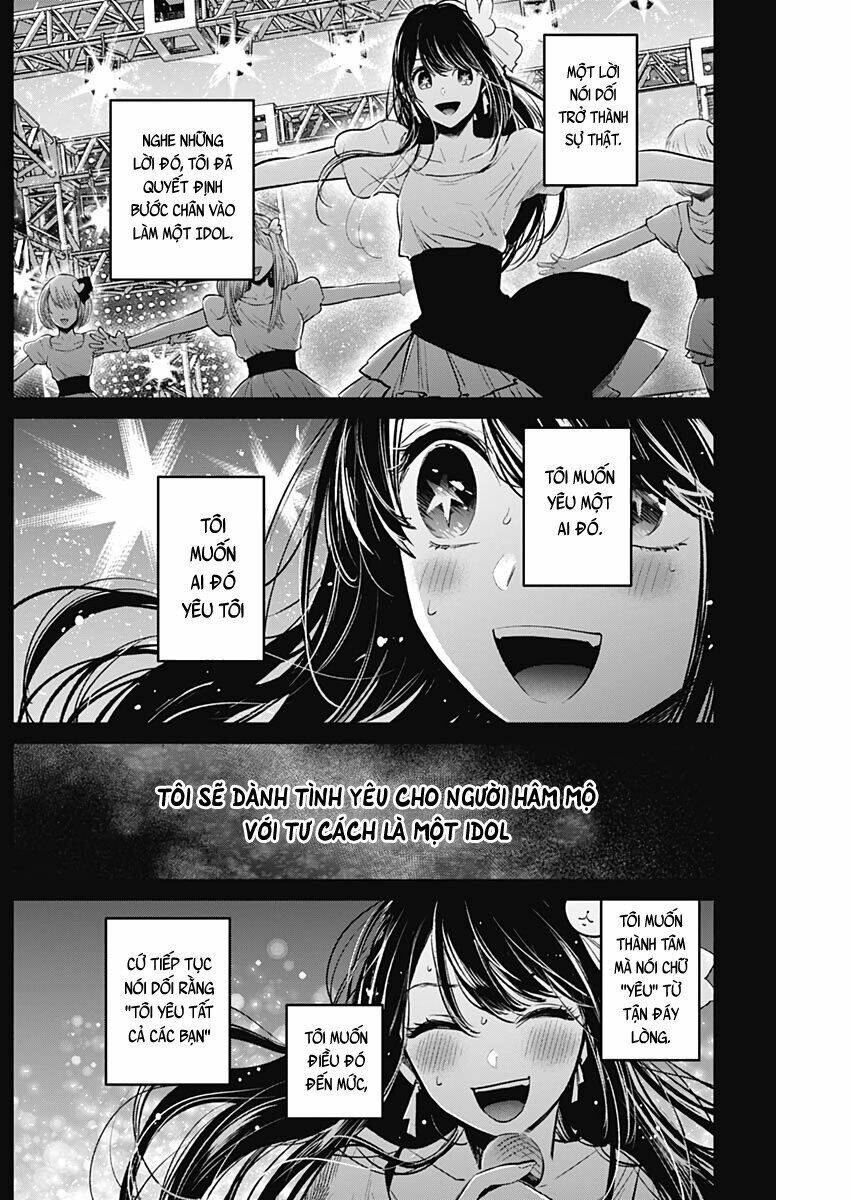 MỘT LỜI
NÓI DỐI
TRỞ THÀNH
SỰ THẬT.
NGHE NHỮNG
LỜI ĐÓ, TÔI ĐÃ
QUYẾT ĐỊNH
BƯỚC CHÂN VÀO
LÀM MỘT IDOL.
TÔI MUỐN
YÊU MỘT
AI ĐÓ.
TÔI
MUỐN
AI ĐÓ
YÊU TÔI
TÔI SẼ DÀNH TÌNH YÊU CHO NGƯỜI HÂM MỘ
VỚI TƯ CÁCH LÀ MỘT IDOL
TÔI MUỐN
THÀNH TÂM
MÀ NÓI CHỮ
"YÊU" TỪ
TẬN ĐÁY
LÒNG.
TÔI MUỐN
ĐIỀU ĐÓ
ĐẾN MỨC,
CỨ TIẾP TỤC
NÓI DỐI RẰNG
"TÔI YÊU TẤT
CẢ CÁC BẠN"